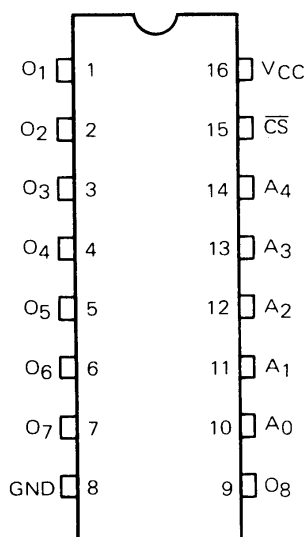 O1 1 16 VCC
O2 2 15 C̅S̅
O3 3 14 A4
O4 4 13 A3
O5 5 12 A2
O6 6 11 A1
O7 7 10 A0
GND 8 9 O8